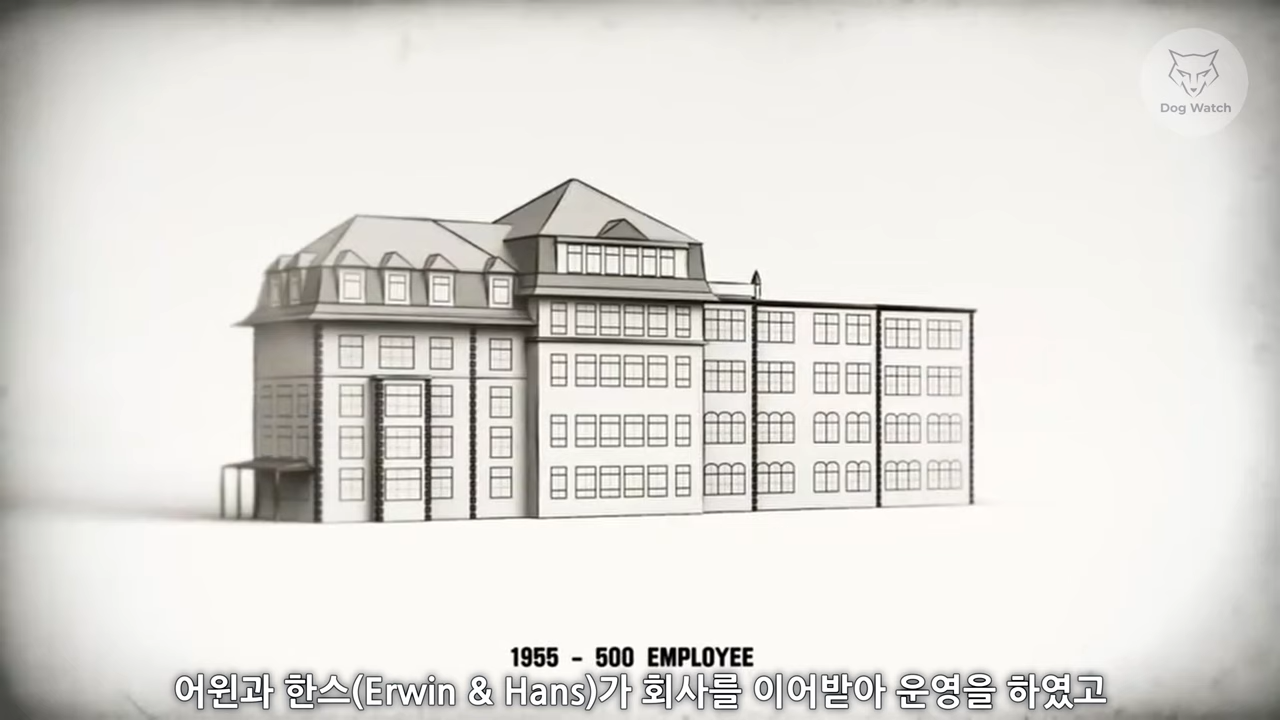 Dog Watch
1955 - 500 EMPLOYEE
어윈과 한스(Erwin & Hans)가 회사를 이어받아 운영을 하였고